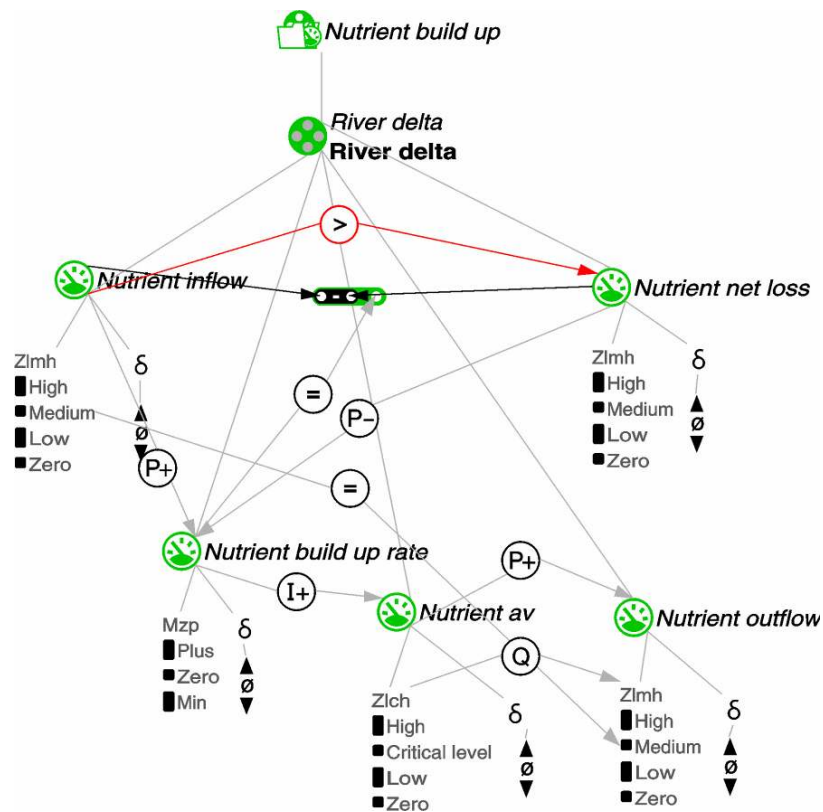 Nutrient build up
River delta
River delta
>
Nutrient inflow
-
Nutrient net loss
Zlmh
High
Medium
Low
Zero
δ
ø
Zlmh
High
Medium
Low
Zero
δ
ø
=
P-
P+
=
Nutrient build up rate
P+
I+
Nutrient av
Nutrient outflow
Mzp
Plus
Zero
Min
δ
ø
Q
Zlch
High
Critical level
Low
Zero
δ
ø
Zlmh
High
Medium
Low
Zero
δ
ø